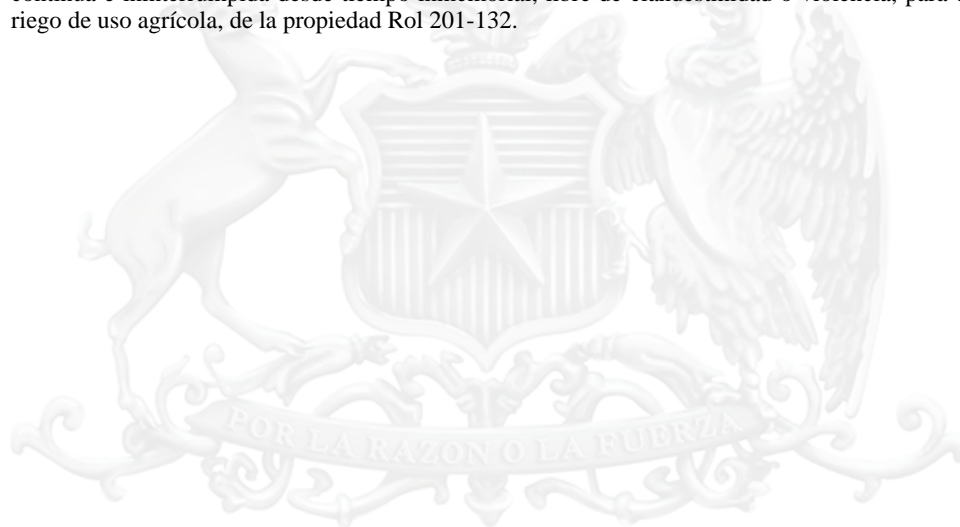 continua e ininterrumpida desde tiempo inmemorial, libre de clandestinidad o violencia, para
riego de uso agrícola, de la propiedad Rol 201-132.
POR LA RAZON O LA FUERZA